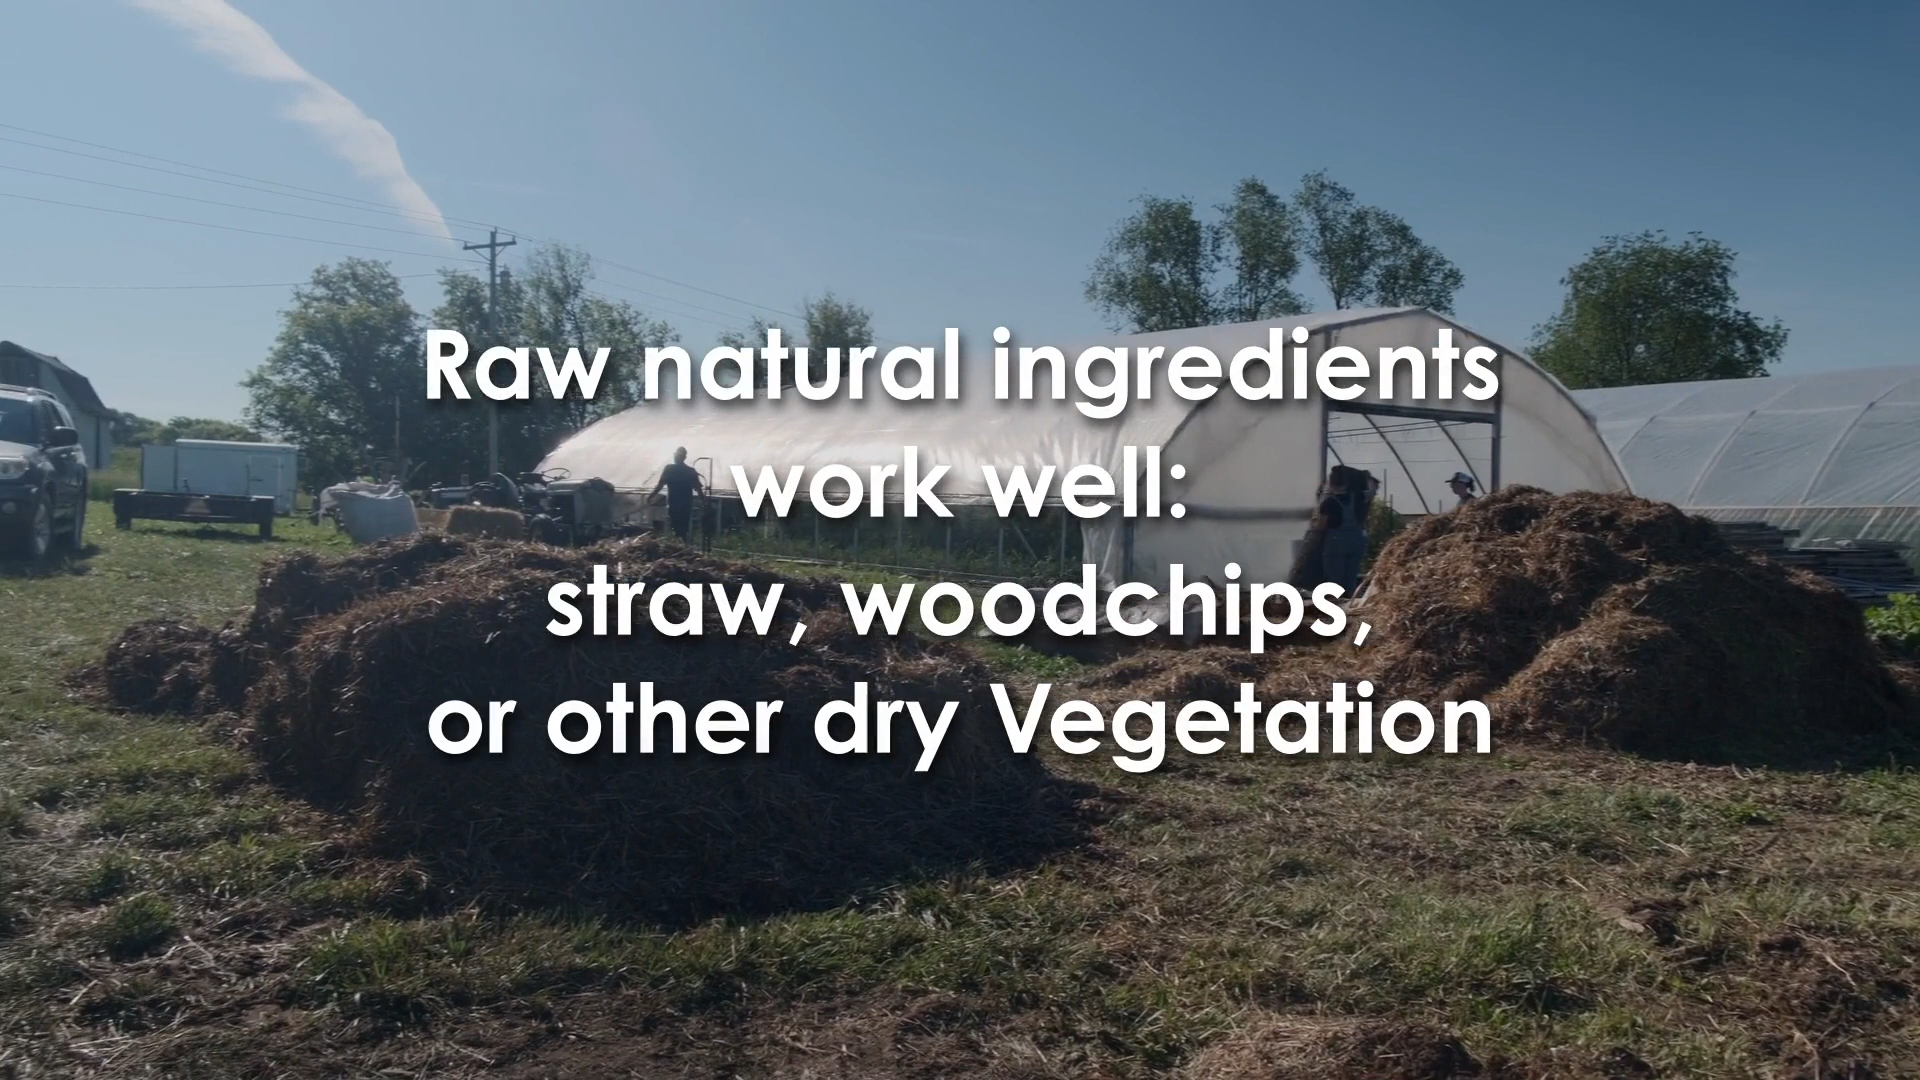 Raw natural ingredients
work well:
straw, woodchips,
or other dry Vegetation